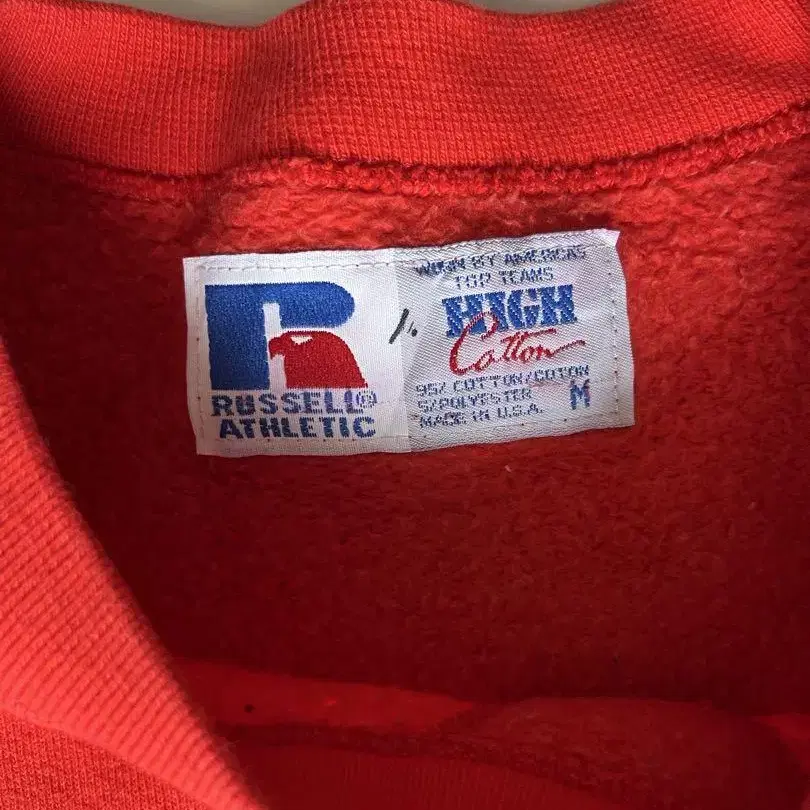 RUSSELL®
ATHLETIC
WORN BY AMERICA'S
TOP TEAMS
HIGH
Cotton
95% COTTON/COTON
5%POLYESTER
MADE IN U.S.A.
M